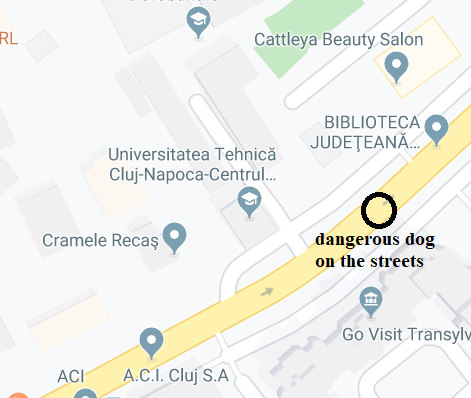 RL
Cattleya Beauty Salon
BIBLIOTECA
JUDEŢEANĂ...
Universitatea Tehnică
Cluj-Napoca-Centrul...
Cramele Recaş
dangerous dog
on the streets
Go Visit Transylv
A.C.I. Cluj S.A
ACI